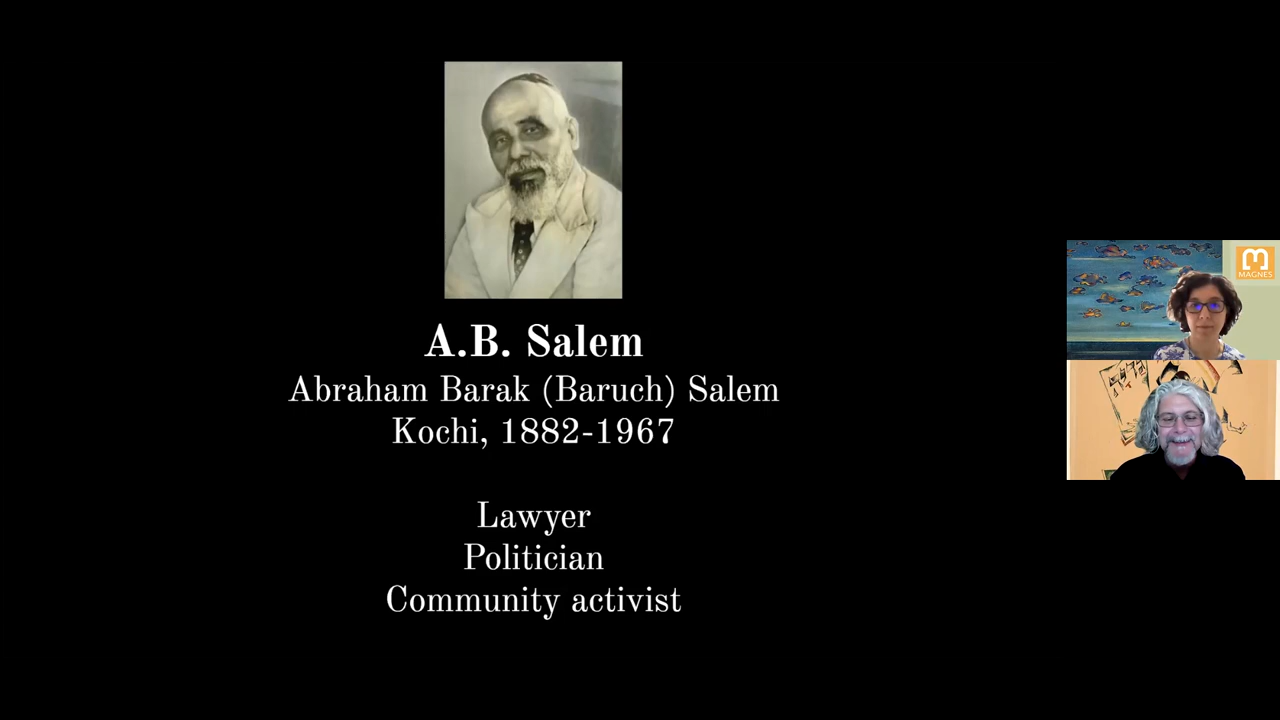 A.B. Salem
Abraham Barak (Baruch) Salem
Kochi, 1882-1967
Lawyer
Politician
Community activist
MAGNES